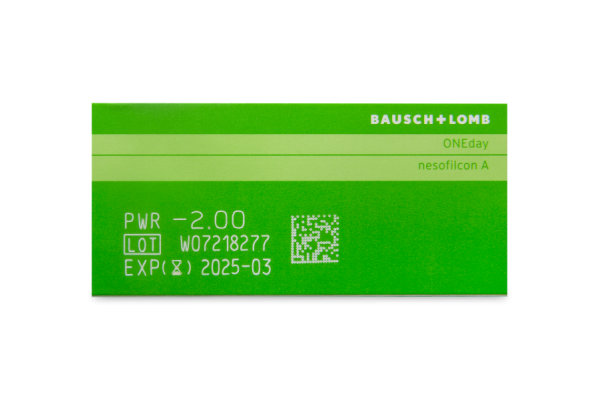 BAUSCH+LOMB
ONEday
nesofilcon A
PWR -2.00
LOT W07218277
EXP(⌛) 2025-03